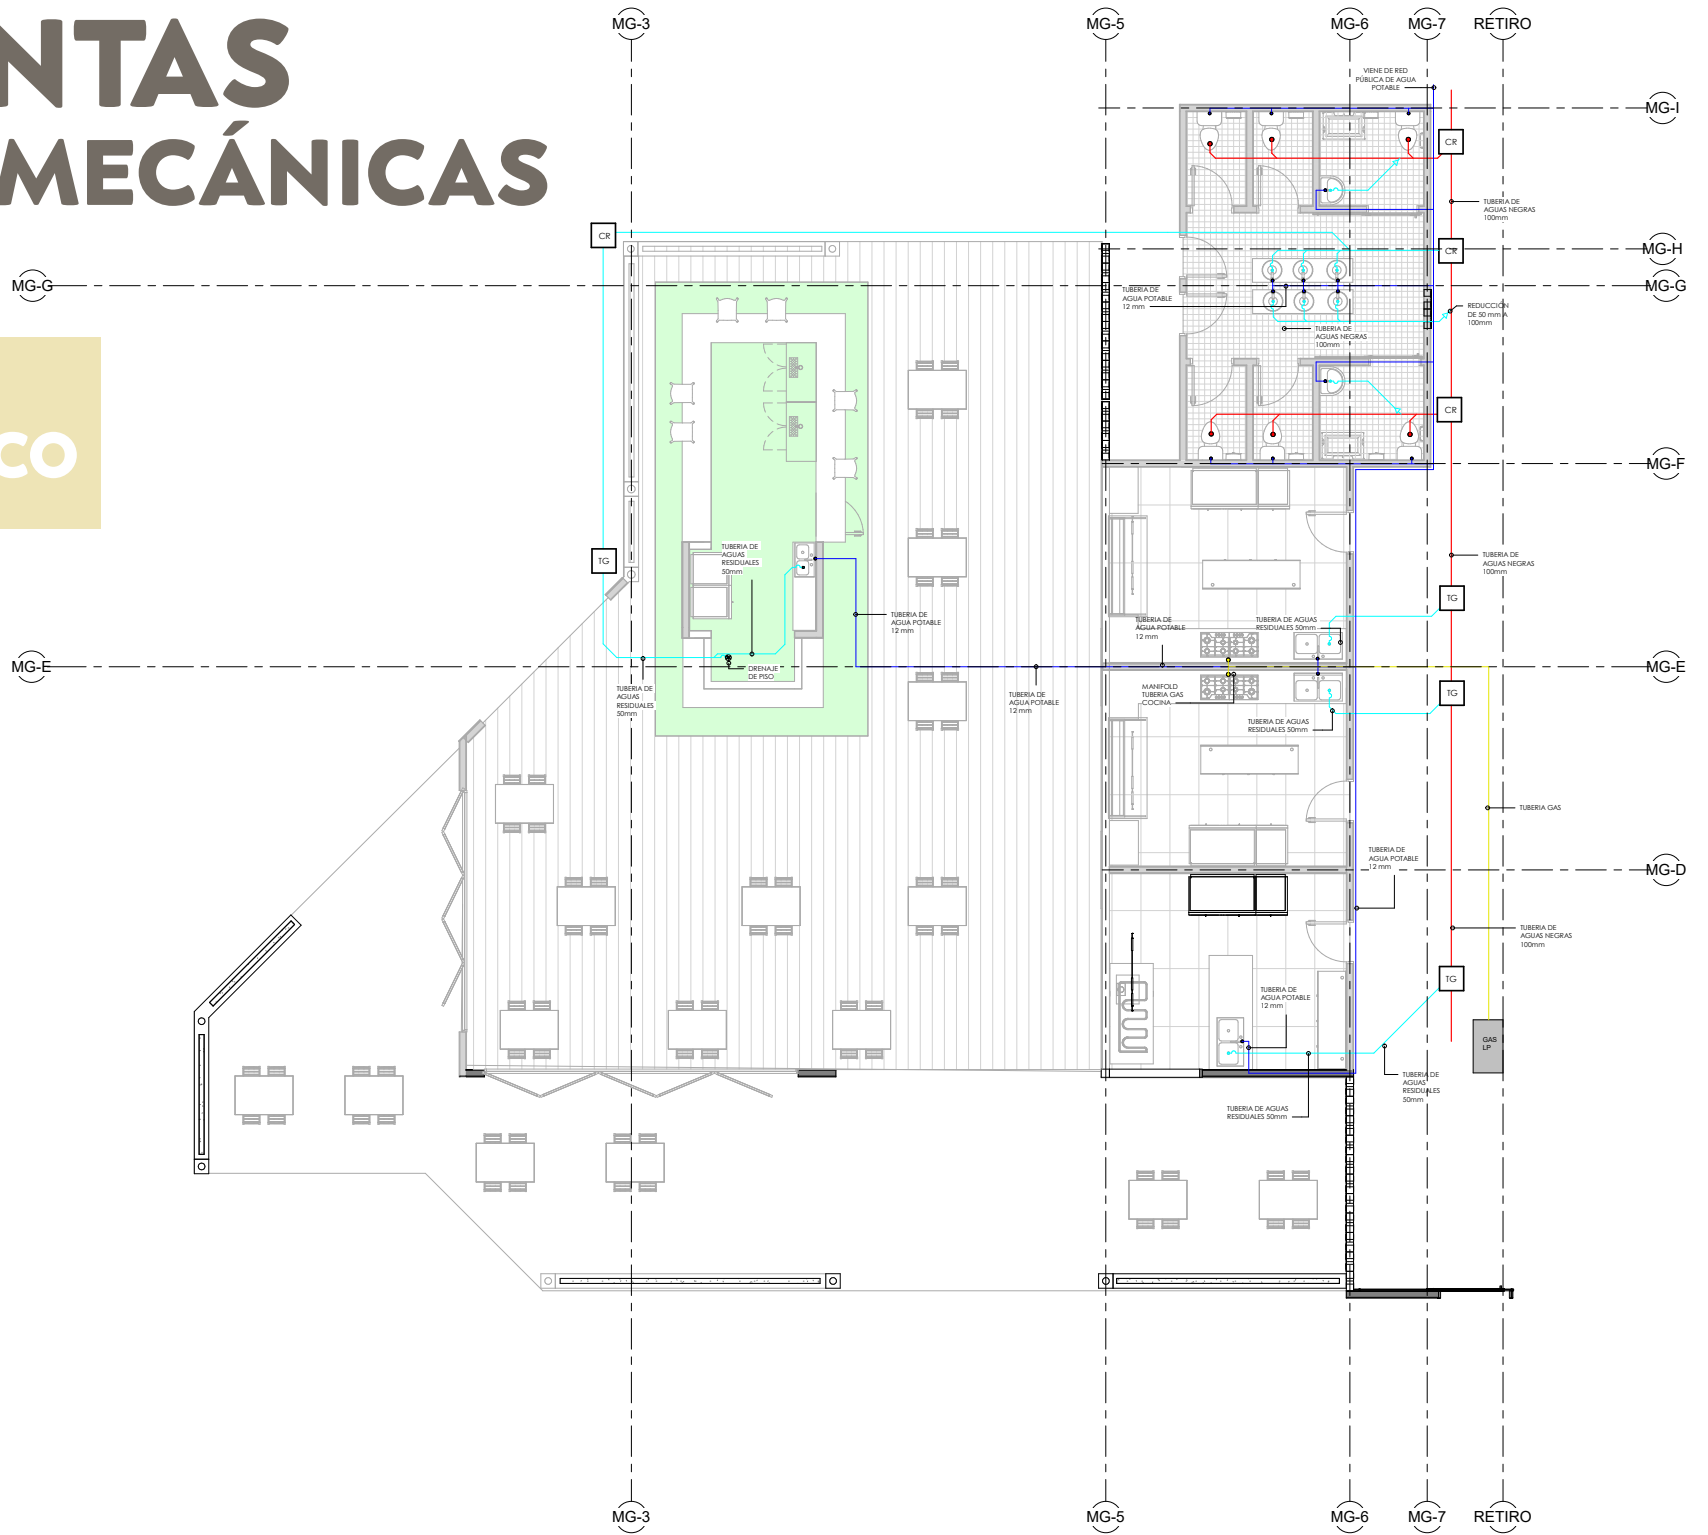 NTAS
MECÁNICAS
CO
MG-3
MG-5
MG-6
MG-7
RETIRO
VIENE DE RED
PÚBLICA DE AGUA
POTABLE
MG-I
CR
TUBERIA DE
AGUAS NEGRAS
100mm
CR
CR
MG-H
MG-G
MG-G
TUBERIA DE
AGUA POTABLE
12 mm
REDUCCIÓN
DE 50 mm A
100mm
TUBERIA DE
AGUAS NEGRAS
100mm
CR
MG-F
TUBERIA DE
AGUAS
RESIDUALES
50mm
TG
TUBERIA DE
AGUAS NEGRAS
100mm
TG
TUBERIA DE
AGUA POTABLE
12 mm
TUBERIA DE
AGUA POTABLE
12 mm
TUBERIA DE AGUAS
RESIDUALES 50mm
MG-E
MG-E
DRENAJE
DE PISO
TUBERIA DE
AGUAS
RESIDUALES
50mm
TUBERIA DE
AGUA POTABLE
12 mm
MANIFOLD
TUBERIA GAS
COCINA
TG
TUBERIA DE AGUAS
RESIDUALES 50mm
TUBERIA GAS
TUBERIA DE
AGUA POTABLE
12 mm
MG-D
TUBERIA DE
AGUAS NEGRAS
100mm
TG
TUBERIA DE
AGUA POTABLE
12 mm
GAS
LP
TUBERIA DE
AGUAS
RESIDUALES
50mm
TUBERIA DE AGUAS
RESIDUALES 50mm
MG-3
MG-5
MG-6
MG-7
RETIRO